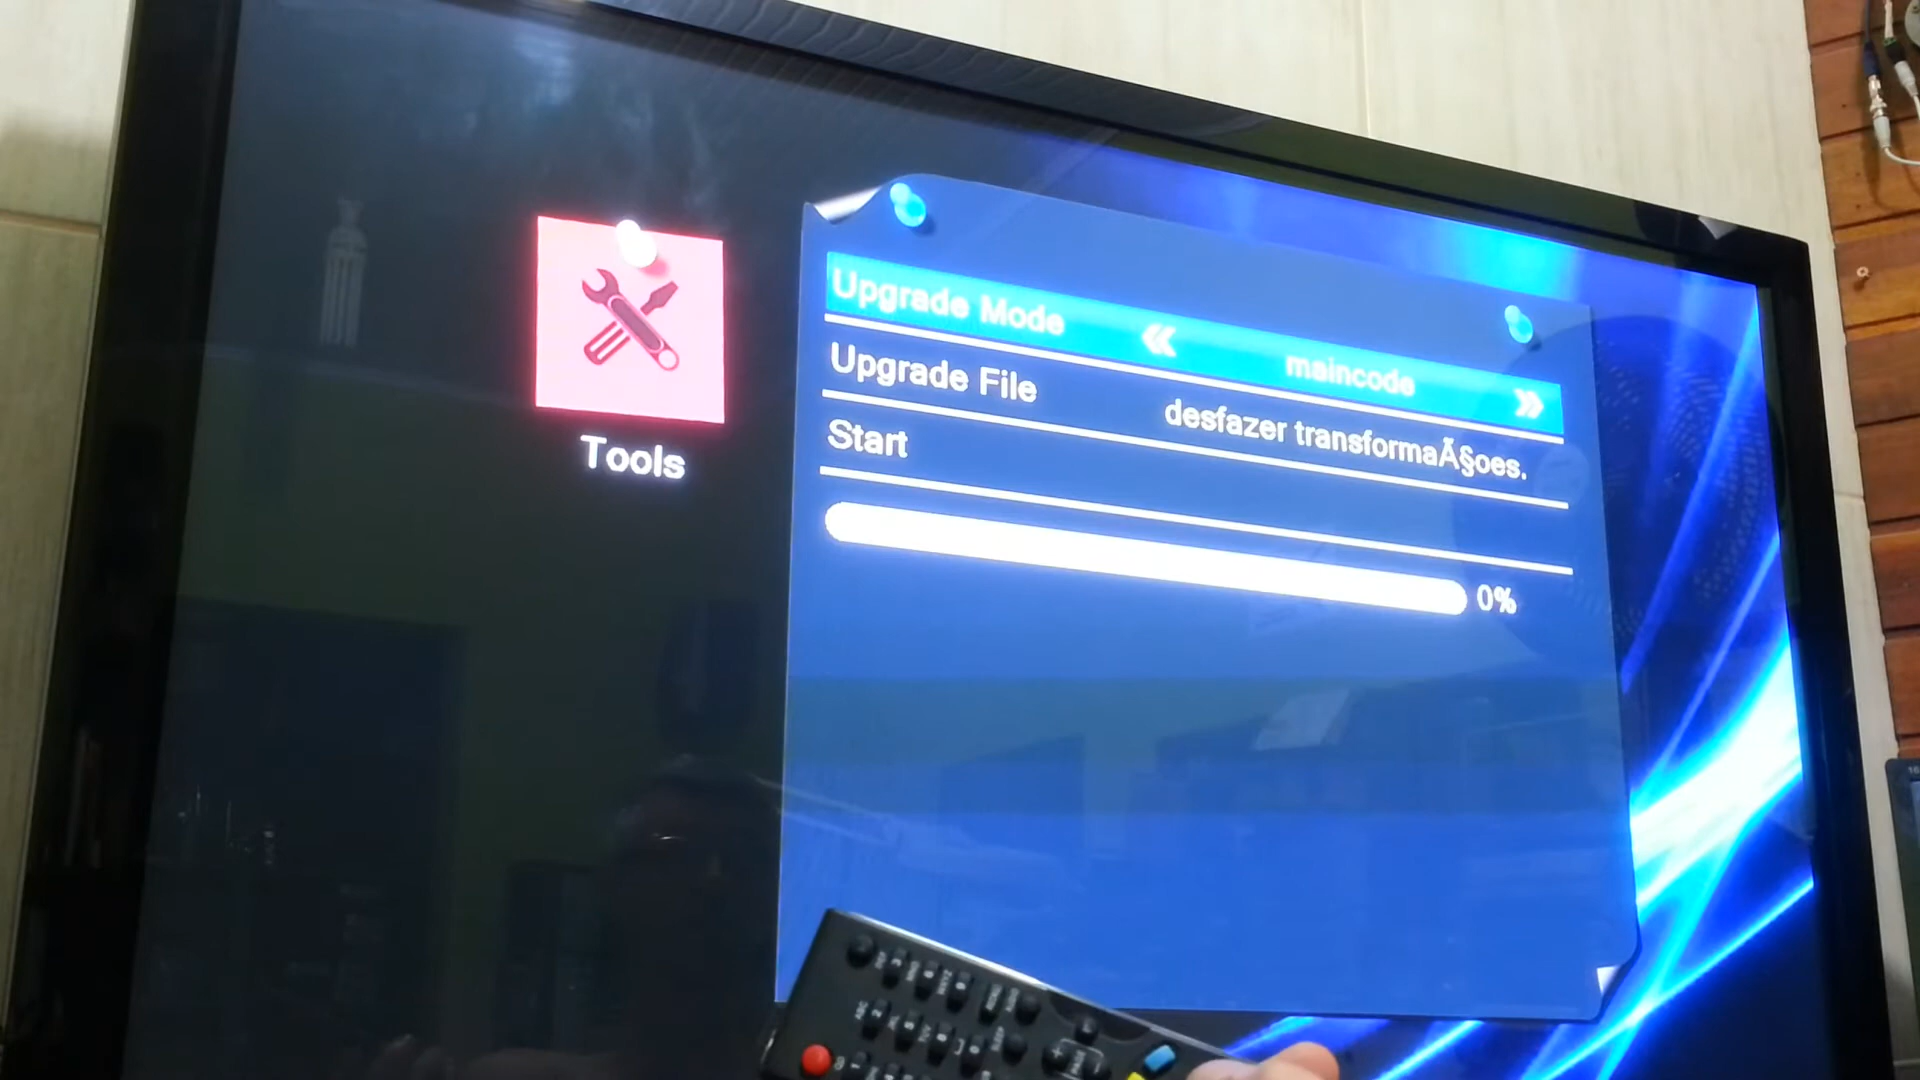 Upgrade Mode « maincode »
Upgrade File desfazer transformaÃ§oes.
Start
0%
Tools